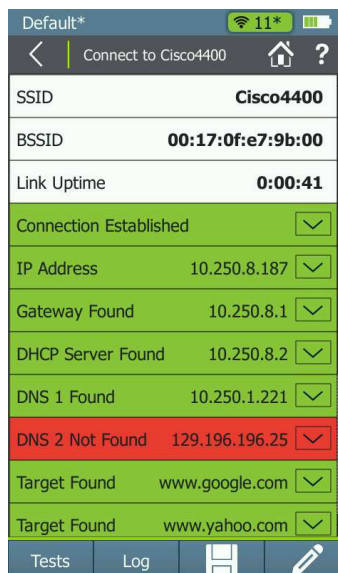 Default* 11*
Connect to Cisco4400 ?
SSID Cisco4400
BSSID 00:17:0f:e7:9b:00
Link Uptime 0:00:41
Connection Established
IP Address 10.250.8.187
Gateway Found 10.250.8.1
DHCP Server Found 10.250.8.2
DNS 1 Found 10.250.1.221
DNS 2 Not Found 129.196.196.25
Target Found www.google.com
Target Found www.yahoo.com
Tests Log